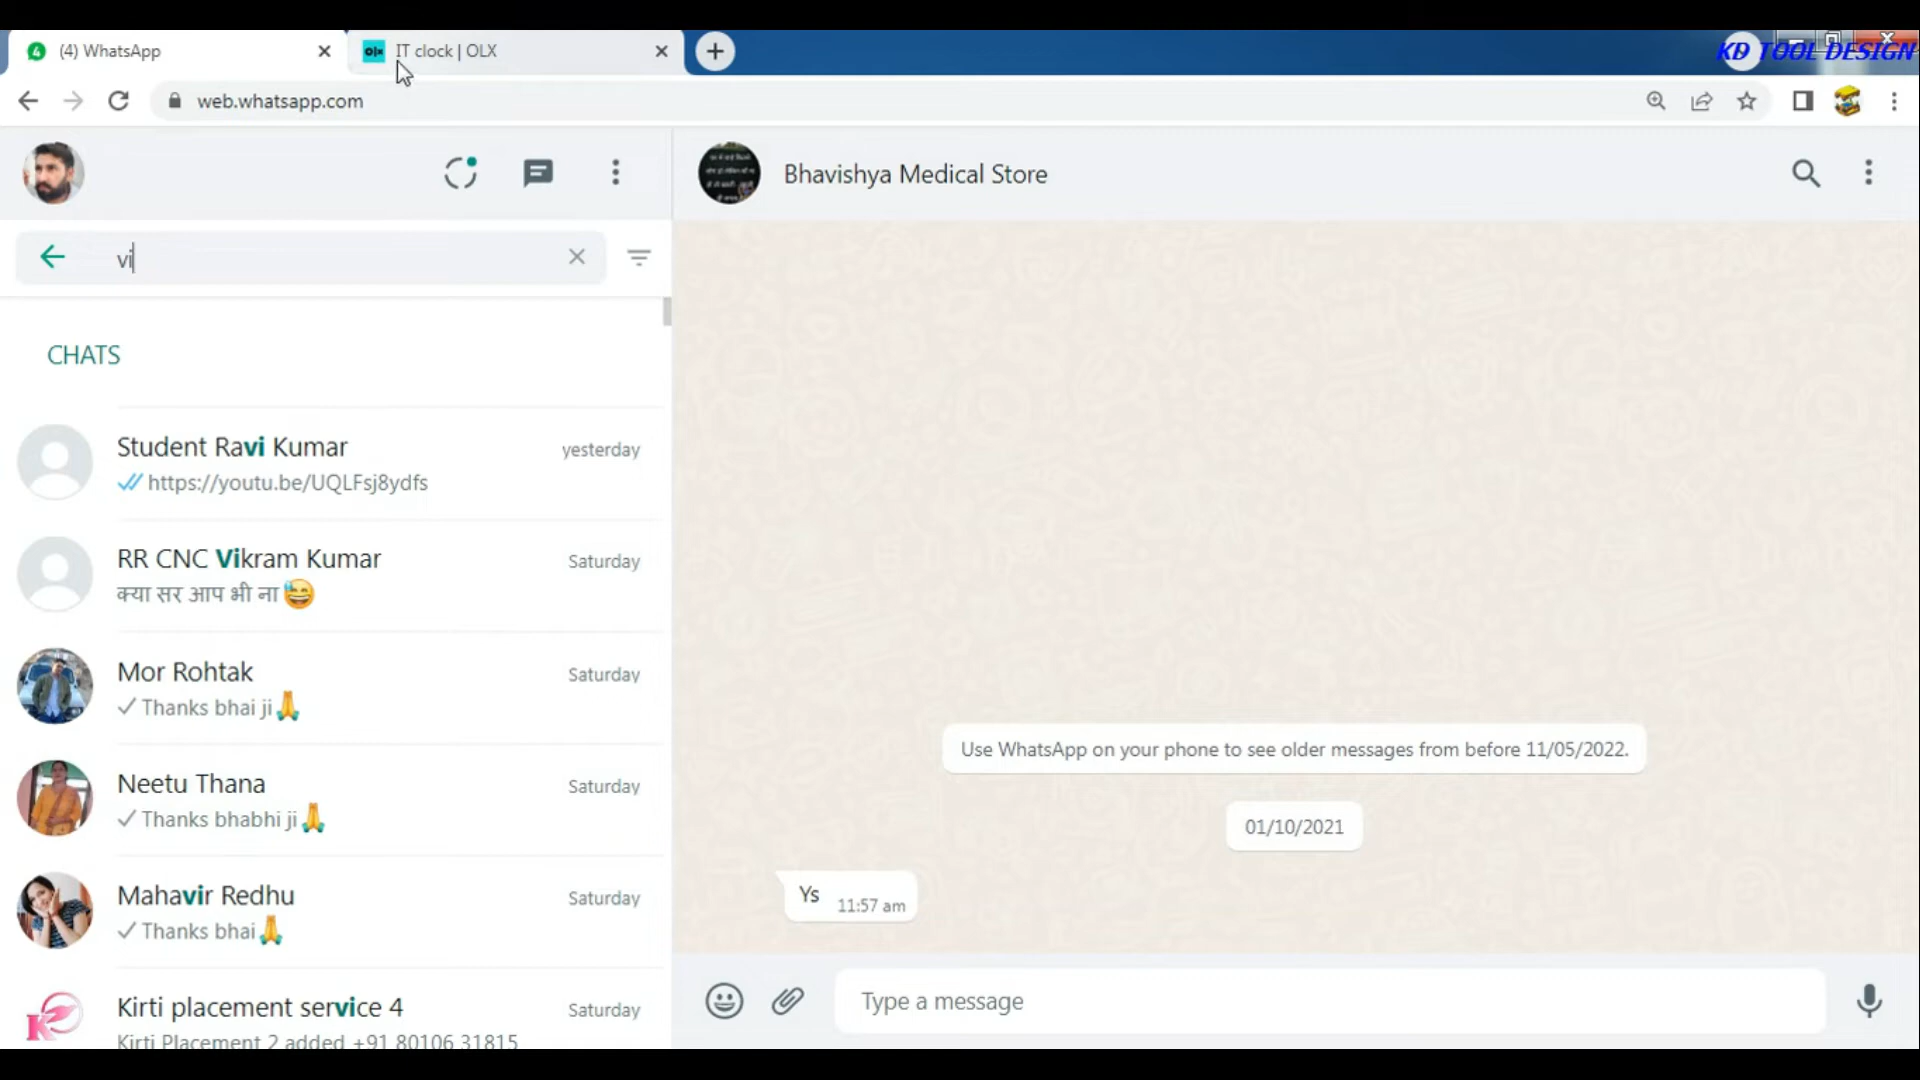 (4) WhatsApp
IT clock | OLX
KD TOOL DESIGN
web.whatsapp.com
Bhavishya Medical Store
vi
CHATS
Student Ravi Kumar
yesterday
https://youtu.be/UQLFsj8ydfs
RR CNC Vikram Kumar
Saturday
क्या सर आप भी ना😅
Mor Rohtak
Saturday
Thanks bhai ji🙏
Neetu Thana
Saturday
Thanks bhabhi ji🙏
Mahavir Redhu
Saturday
Thanks bhai🙏
Kirti placement service 4
Saturday
Kirti Placement 2 added +91 80106 31815
Use WhatsApp on your phone to see older messages from before 11/05/2022.
01/10/2021
Ys
11:57 am
Type a message